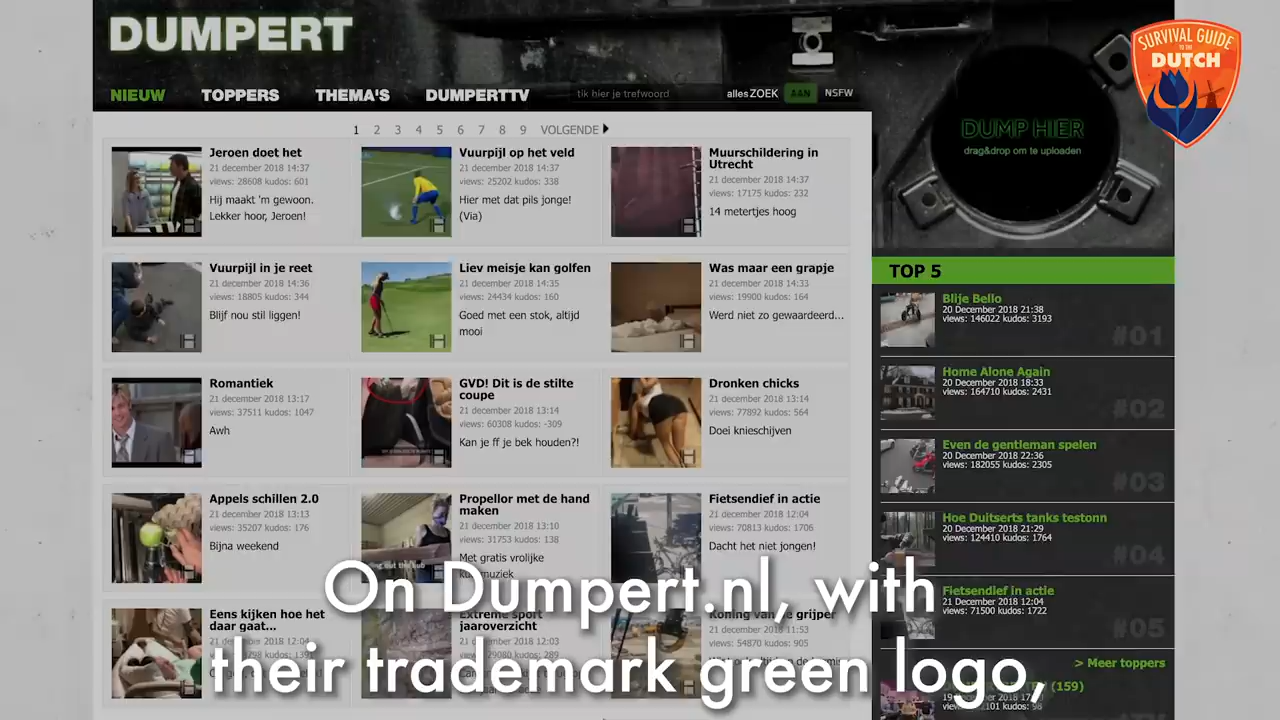 DUMPERT
SURVIVAL GUIDE
TO THE
DUTCH
NIEUW TOPPERS THEMA'S DUMPERTTV tik hier je trefwoord allesZOEK AAN NSFW
DUMP HIER
drag&drop om te uploaden
1 2 3 4 5 6 7 8 9 VOLGENDE
Jeroen doet het
21 december 2018 14:37
views: 28608 kudos: 601
Hij maakt 'm gewoon.
Lekker hoor, Jeroen!
Vuurpijl op het veld
21 december 2018 14:37
views: 25202 kudos: 338
Hier met dat pils jonge!
(Via)
Muurschildering in
Utrecht
21 december 2018 14:37
views: 17175 kudos: 232
14 metertjes hoog
Vuurpijl in je reet
21 december 2018 14:36
views: 18805 kudos: 344
Blijf nou stil liggen!
Liev meisje kan golfen
21 december 2018 14:35
views: 24434 kudos: 160
Goed met een stok, altijd
mooi
Was maar een grapje
21 december 2018 14:33
views: 19900 kudos: 164
Werd niet zo gewaardeerd...
Romantiek
21 december 2018 13:17
views: 37511 kudos: 1047
Awh
GVD! Dit is de stilte
coupe
21 december 2018 13:14
views: 60308 kudos: -309
Kan je ff je bek houden?!
Dronken chicks
21 december 2018 13:14
views: 77892 kudos: 564
Doei knieschijven
Appels schillen 2.0
21 december 2018 13:13
views: 35207 kudos: 176
Bijna weekend
Propellor met de hand
maken
21 december 2018 13:10
views: 31753 kudos: 138
Met gratis vrolijke
Fietsendief in actie
21 december 2018 12:04
views: 70813 kudos: 1706
Dacht het niet jongen!
Eens kijken hoe het
daar gaat...
21 december 2018 12:04
Extreme sport
jaaroverzicht
21 december 2018 12:03
views: 29080 kudos: 289
Koning van de grijper
21 december 2018 11:53
views: 54870 kudos: 905
TOP 5
Blije Bello
20 December 2018 21:38
views: 146022 kudos: 3193
#01
Home Alone Again
20 December 2018 18:33
views: 164710 kudos: 2431
#02
Even de gentleman spelen
20 December 2018 22:36
views: 182055 kudos: 2305
#03
Hoe Duitserts tanks testonn
20 December 2018 21:29
views: 124410 kudos: 1764
#04
Fietsendief in actie
21 December 2018 12:04
views: 71500 kudos: 1722
#05
> Meer toppers
(159)
On Dumpert.nl, with
their trademark green logo,